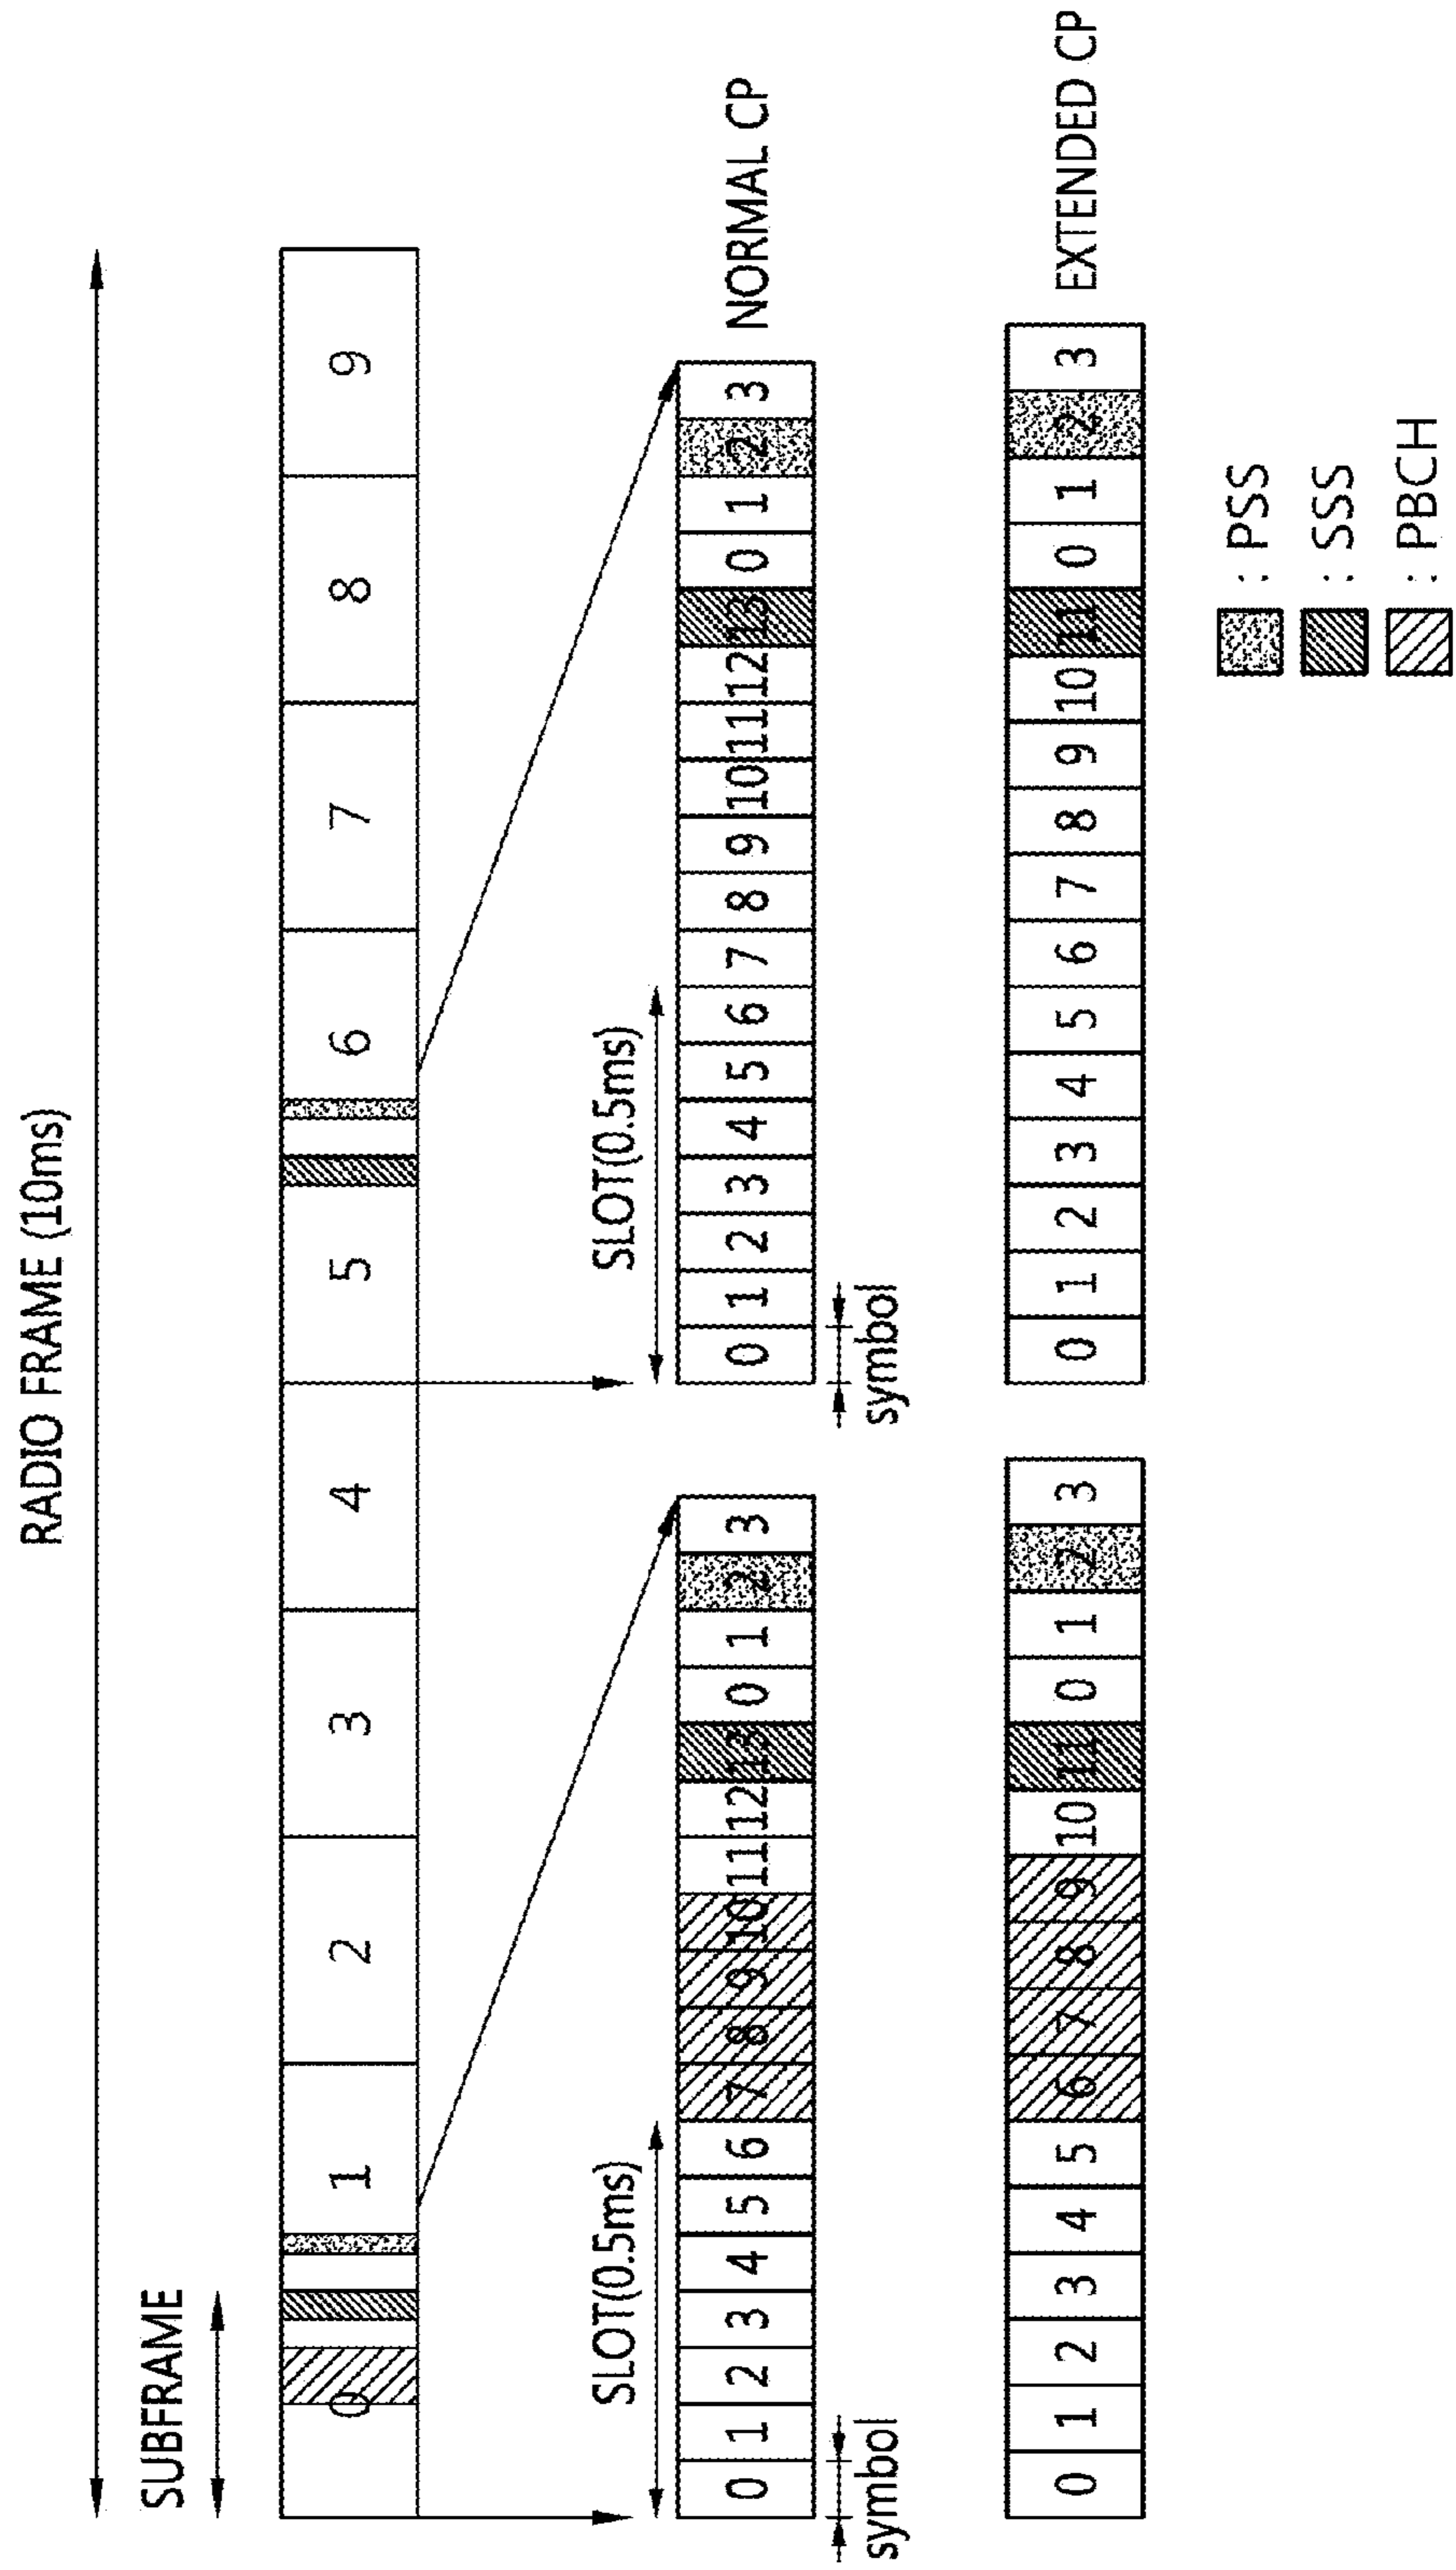 RADIO FRAME (10ms)
SUBFRAME
0 1 2 3 4 5 6 7 8 9
SLOT(0.5ms) SLOT(0.5ms)
0 1 2 3 4 5 6 7 8 9 10 11 12 13 0 1 2 3 0 1 2 3 4 5 6 7 8 9 10 11 12 13 0 1 2 3 NORMAL CP
symbol symbol
0 1 2 3 4 5 6 7 8 9 10 11 0 1 2 3 0 1 2 3 4 5 6 7 8 9 10 11 0 1 2 3 EXTENDED CP
: PSS
: SSS
: PBCH